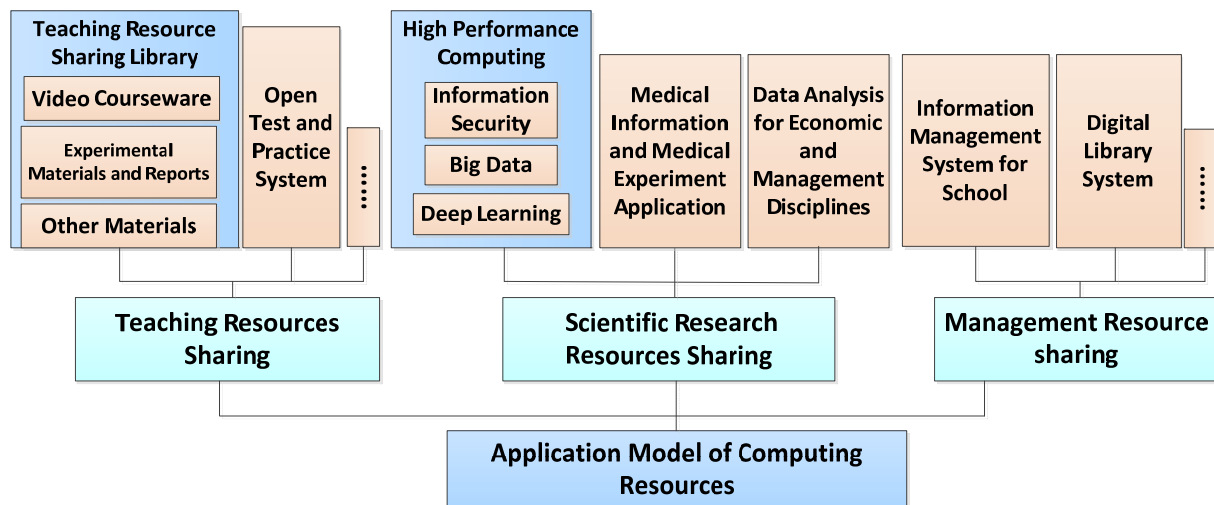 Teaching Resource
Sharing Library
Video Courseware
Experimental
Materials and Reports
Other Materials
Open
Test and
Practice
System
......
High Performance
Computing
Information
Security
Big Data
Deep Learning
Medical
Information
and Medical
Experiment
Application
Data Analysis
for Economic
and
Management
Disciplines
Information
Management
System for
School
Digital
Library
System
......
Teaching Resources
Sharing
Scientific Research
Resources Sharing
Management Resource
sharing
Application Model of Computing
Resources